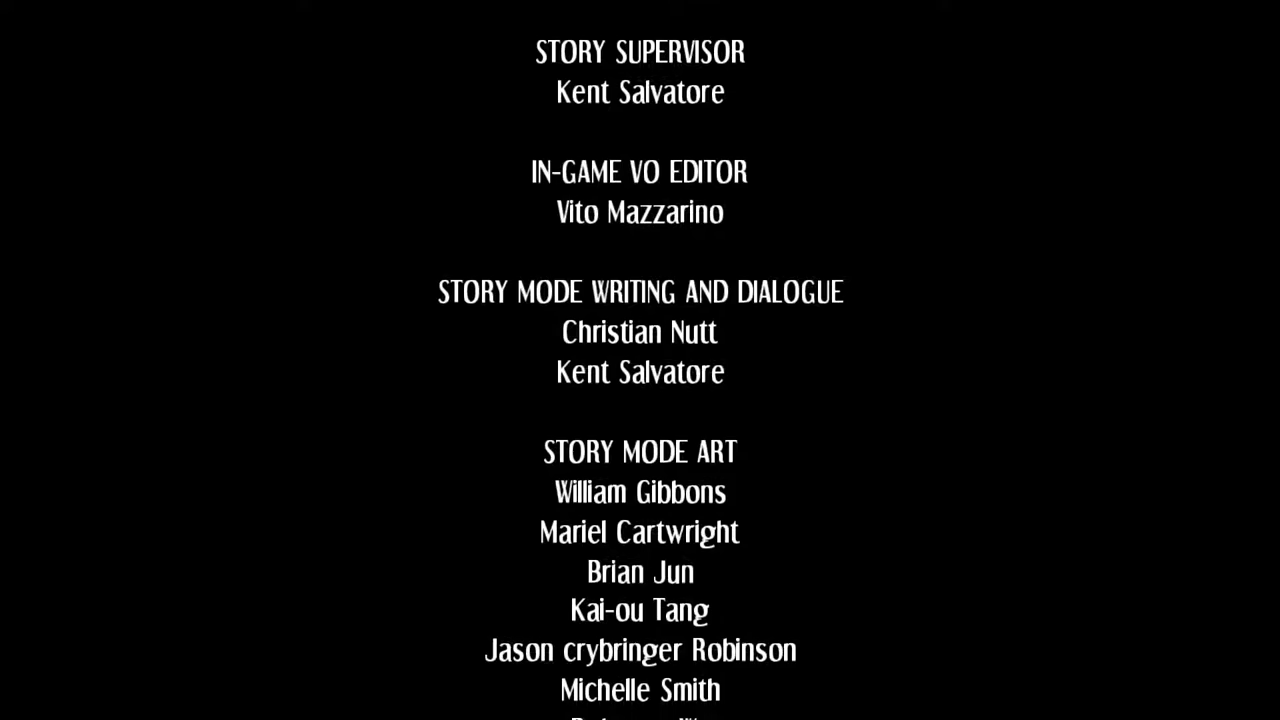 STORY SUPERVISOR
Kent Salvatore
IN-GAME VO EDITOR
Vito Mazzarino
STORY MODE WRITING AND DIALOGUE
Christian Nutt
Kent Salvatore
STORY MODE ART
William Gibbons
Mariel Cartwright
Brian Jun
Kai-ou Tang
Jason crybringer Robinson
Michelle Smith